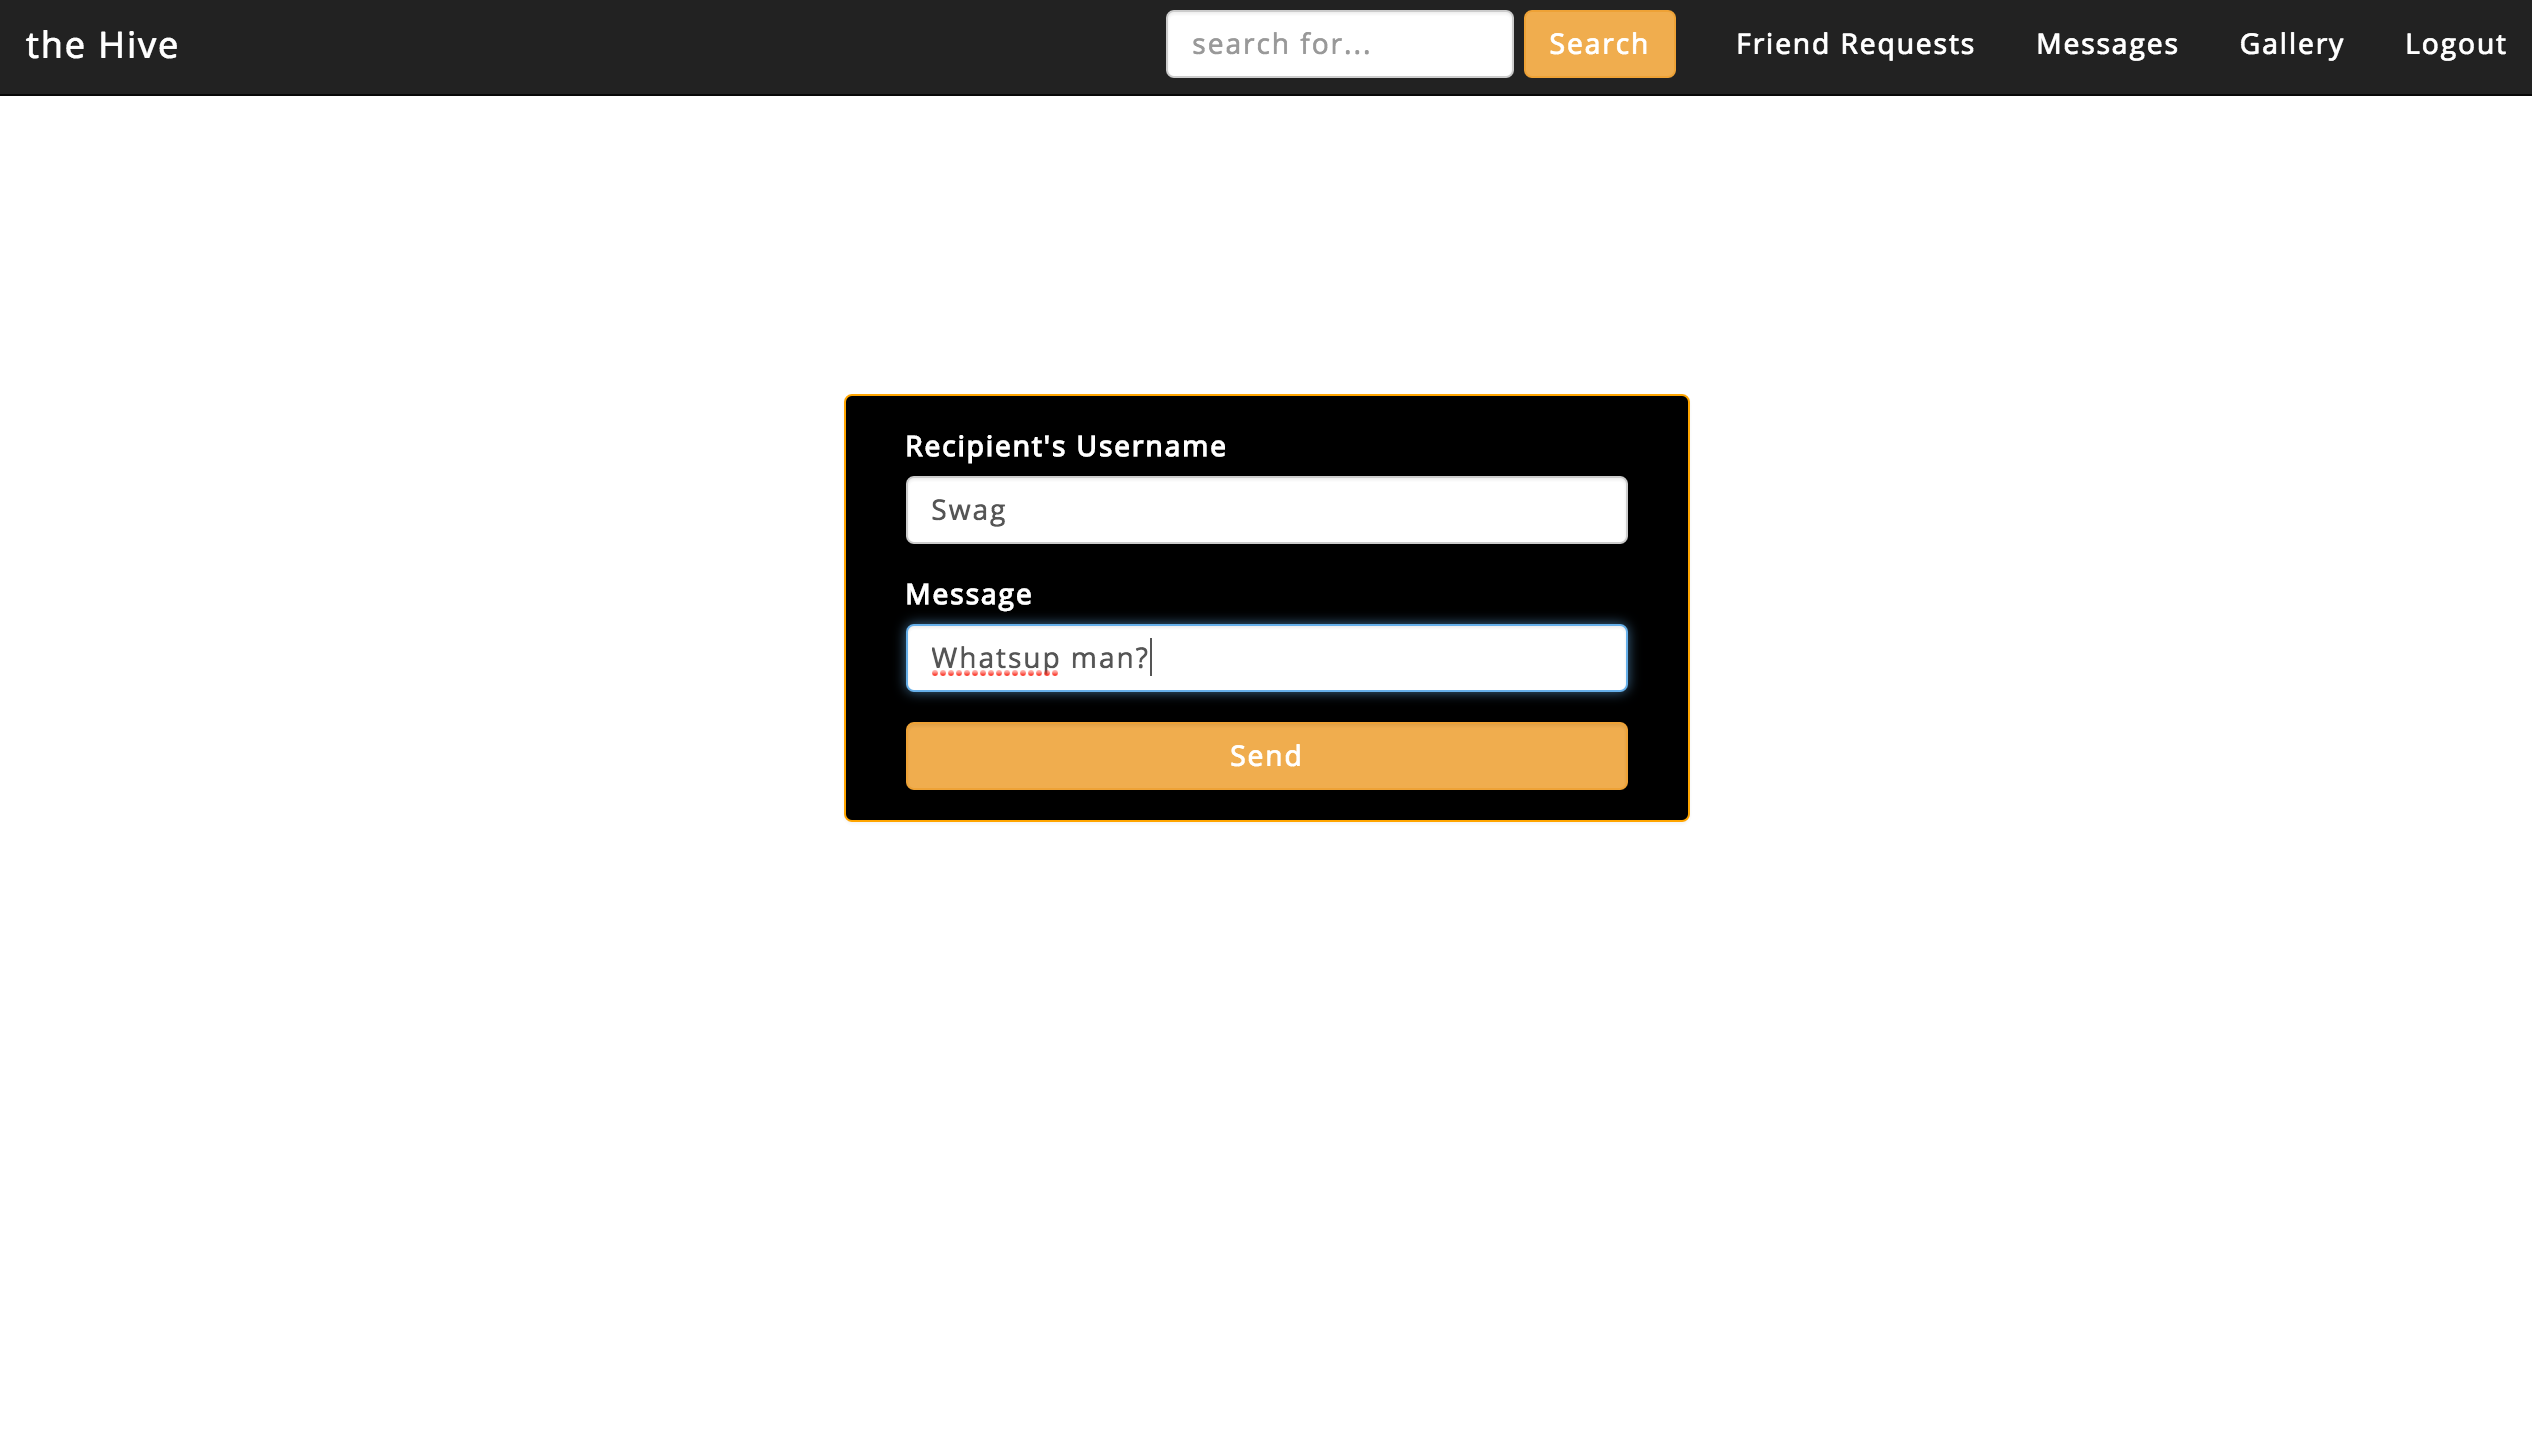 the Hive
search for...
Search
Friend Requests
Messages
Gallery
Logout
Recipient's Username
Swag
Message
Whatsup man?
Send